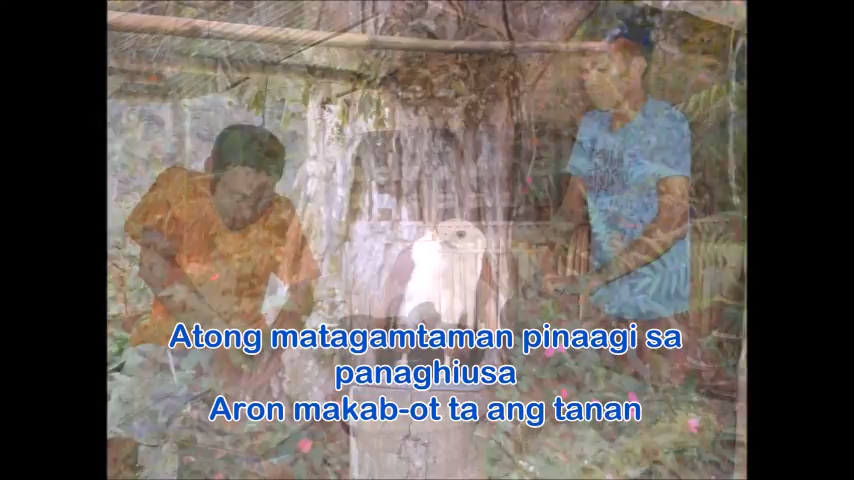 Atong matagamtaman pinaagi sa
panaghiusa
Aron makab-ot ta ang tanan